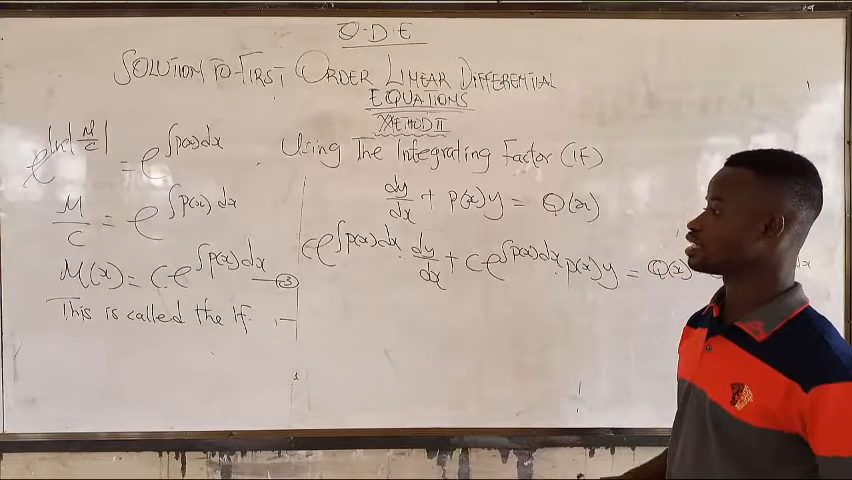 O.D.E
SOLUTION TO FIRST ORDER LINEAR DIFFERENTIAL
EQUATIONS
METHOD II
Using The Integrating Factor (IF)
e^{ln|M/C|} = e^{∫P(x)dx}
M/C = e^{∫P(x)dx}
M(x) = Ce^{∫P(x)dx} —③
This is called the If.
dy/dx + P(x)y = Q(x)
Ce^{∫P(x)dx} · dy/dx + Ce^{∫P(x)dx} · P(x)y = Q(x)